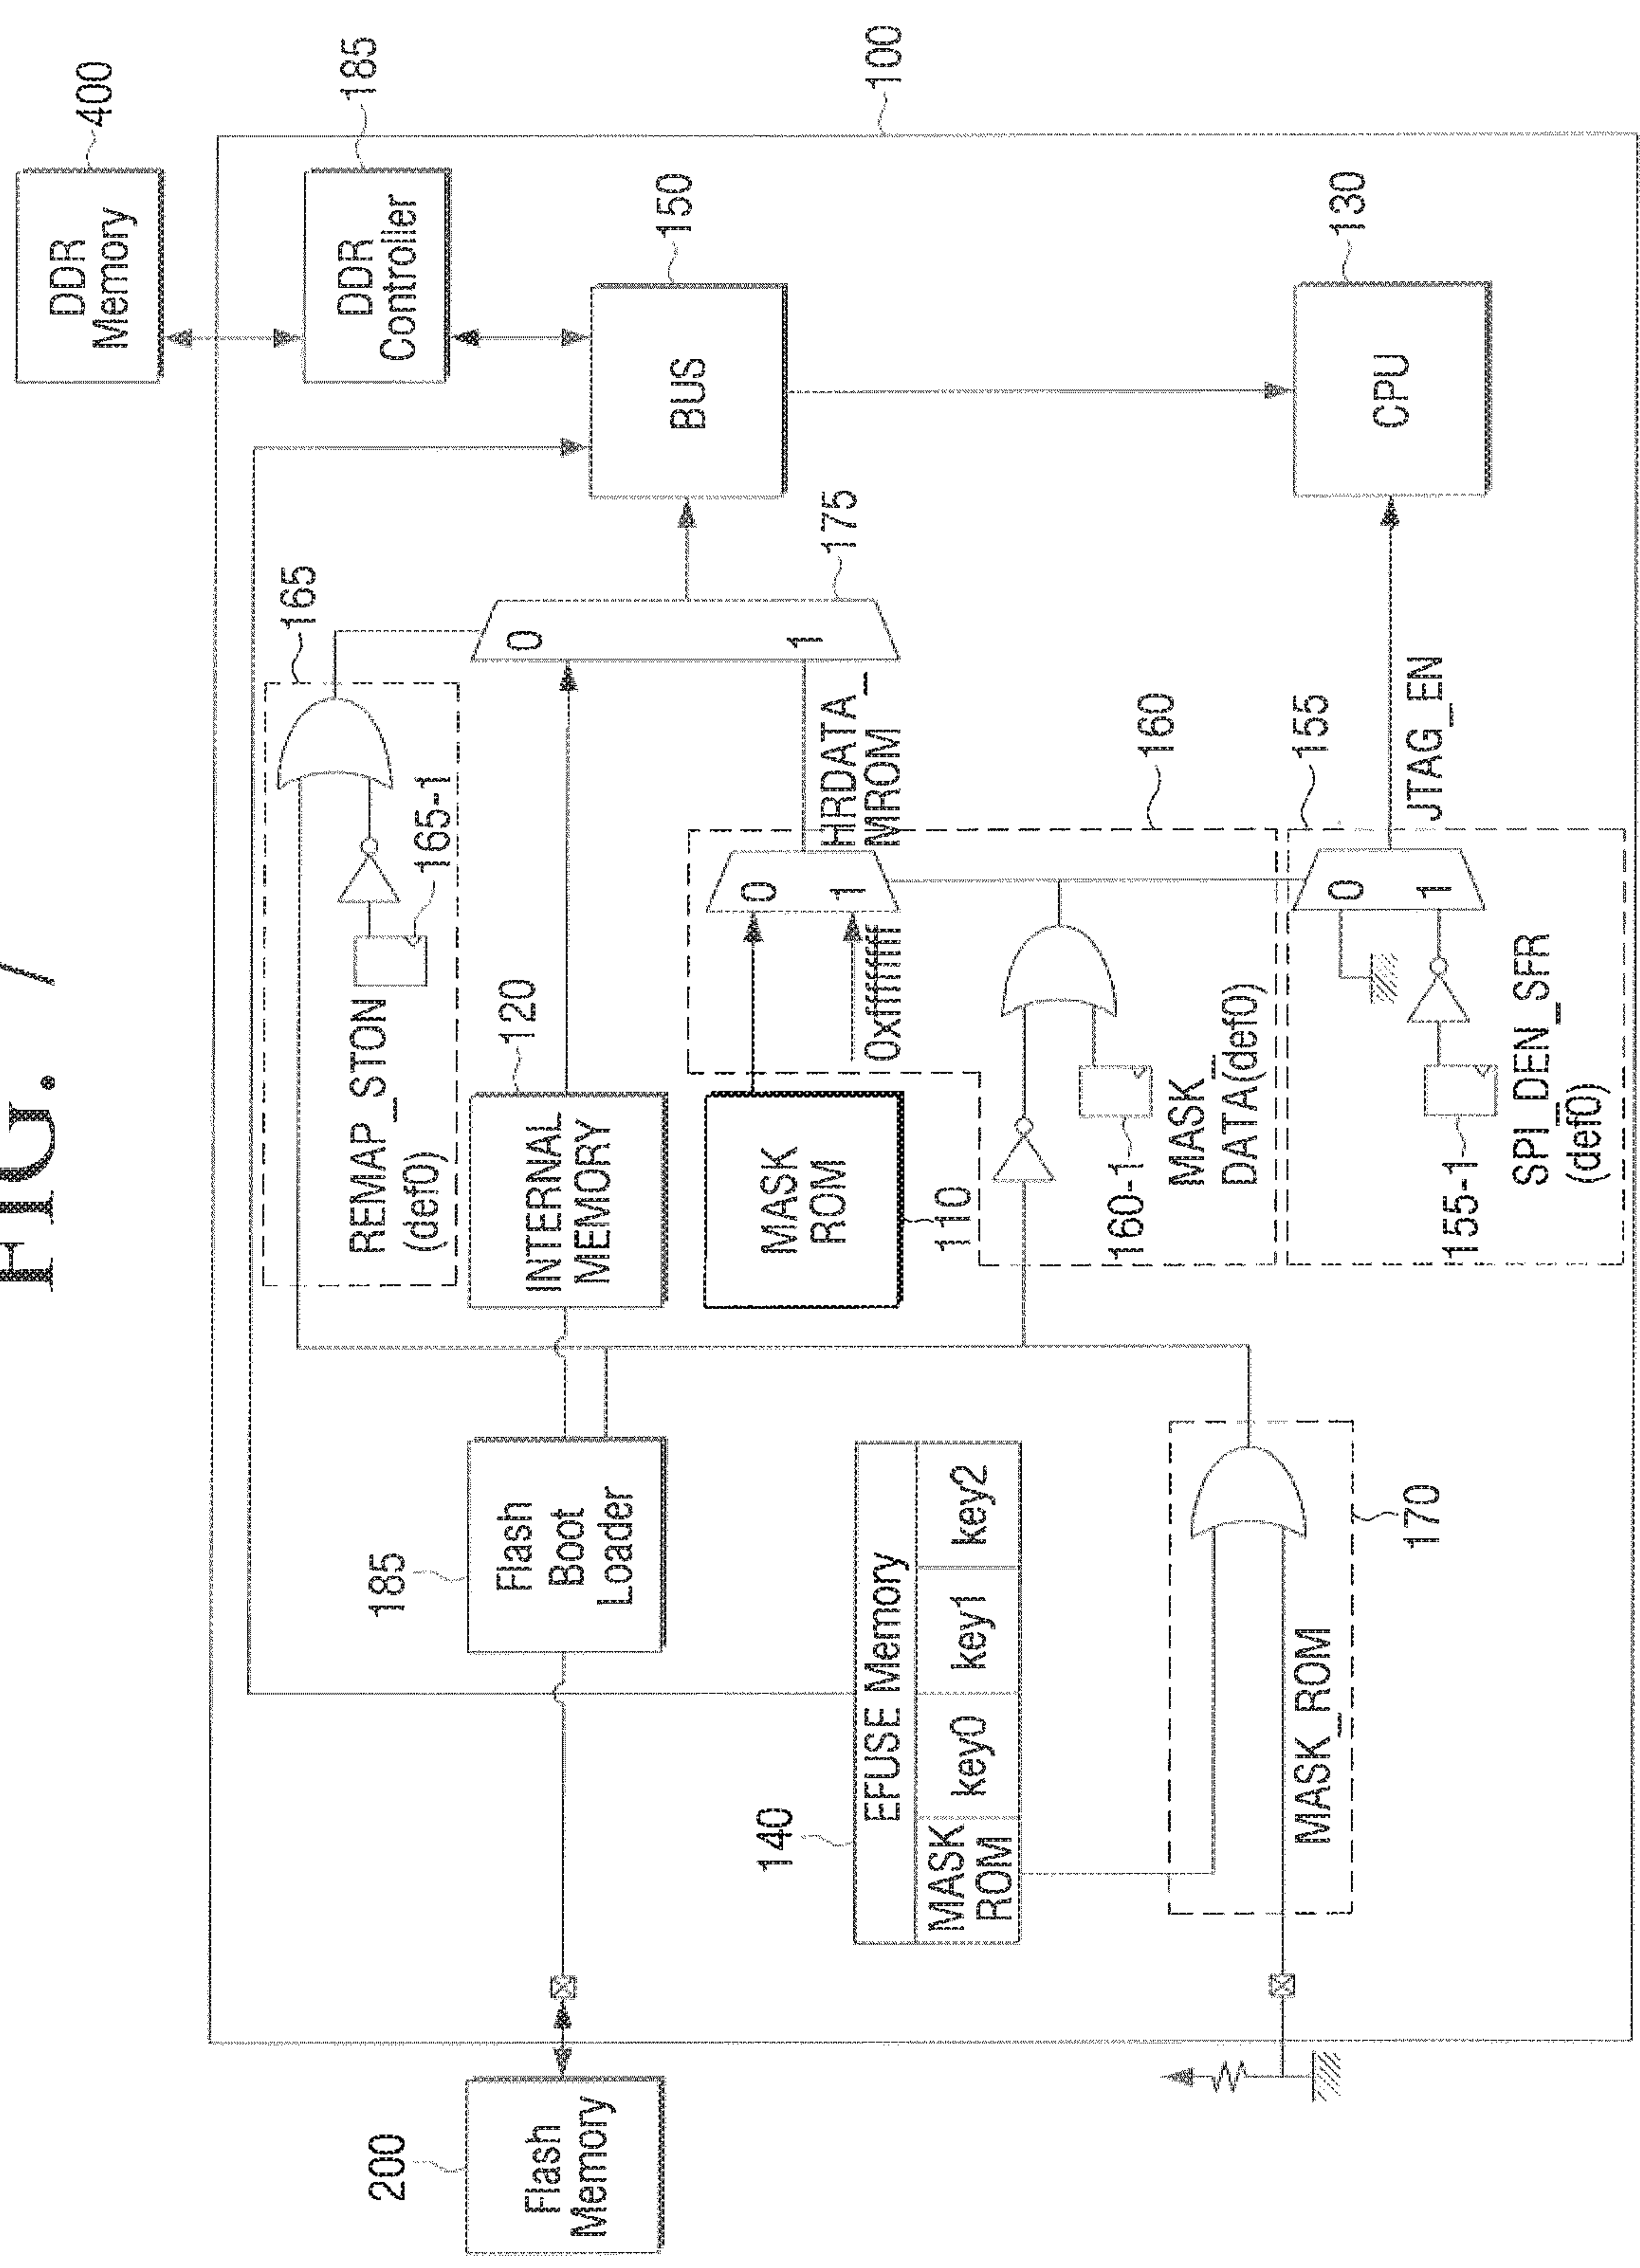 FIG. 7
400
DDR
Memory
185
DDR
Controller
100
165
REMAP_STON
(def0)
165-1
150
BUS
0
1
175
120
INTERNAL
MEMORY
HRDATA_
MROM
0
1
0xffffffff
MASK
ROM
110
160
160-1
MASK_
DATA(def0)
130
CPU
JTAG_EN
155
0
1
155-1
SPI_DEN_SFR
(def0)
185
Flash
Boot
Loader
140
EFUSE Memory
MASK
ROM
key0
key1
key2
170
MASK_ROM
200
Flash
Memory